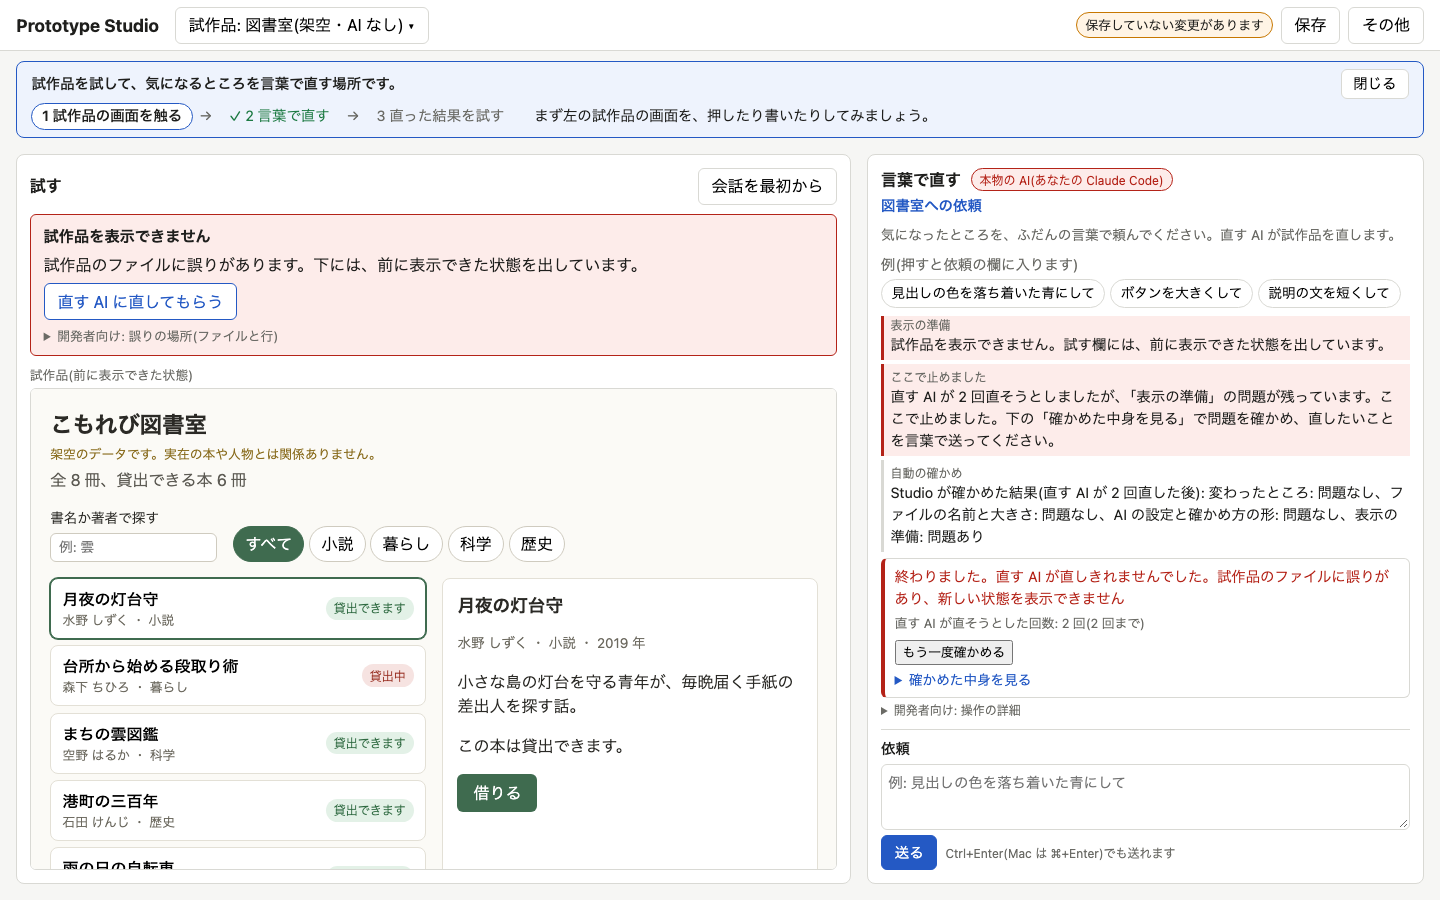 Prototype Studio
試作品: 図書室(架空・AI なし) ▾
保存していない変更があります
保存
その他
試作品を試して、気になるところを言葉で直す場所です。
閉じる
1 試作品の画面を触る → ✓ 2 言葉で直す → 3 直った結果を試す まず左の試作品の画面を、押したり書いたりしてみましょう。
試す
会話を最初から
試作品を表示できません
試作品のファイルに誤りがあります。下には、前に表示できた状態を出しています。
直す AI に直してもらう
▶ 開発者向け: 誤りの場所(ファイルと行)
試作品(前に表示できた状態)
こもれび図書室
架空のデータです。実在の本や人物とは関係ありません。
全 8 冊、貸出できる本 6 冊
書名か著者で探す
例: 雲
すべて
小説
暮らし
科学
歴史
月夜の灯台守
水野 しずく ・ 小説
貸出できます
台所から始める段取り術
森下 ちひろ ・ 暮らし
貸出中
まちの雲図鑑
空野 はるか ・ 科学
貸出できます
港町の三百年
石田 けんじ ・ 歴史
貸出できます
雨の日の自転車
月夜の灯台守
水野 しずく ・ 小説 ・ 2019 年
小さな島の灯台を守る青年が、毎晩届く手紙の
差出人を探す話。
この本は貸出できます。
借りる
言葉で直す
本物の AI(あなたの Claude Code)
図書室への依頼
気になったところを、ふだんの言葉で頼んでください。直す AI が試作品を直します。
例(押すと依頼の欄に入ります)
見出しの色を落ち着いた青にして
ボタンを大きくして
説明の文を短くして
表示の準備
試作品を表示できません。試す欄には、前に表示できた状態を出しています。
ここで止めました
直す AI が 2 回直そうとしましたが、「表示の準備」の問題が残っています。こ
こで止めました。下の「確かめた中身を見る」で問題を確かめ、直したいこと
を言葉で送ってください。
自動の確かめ
Studio が確かめた結果(直す AI が 2 回直した後): 変わったところ: 問題なし、フ
ァイルの名前と大きさ: 問題なし、AI の設定と確かめ方の形: 問題なし、表示の
準備: 問題あり
終わりました。直す AI が直しきれませんでした。試作品のファイルに誤りが
あり、新しい状態を表示できません
直す AI が直そうとした回数: 2 回(2 回まで)
もう一度確かめる
▶ 確かめた中身を見る
▶ 開発者向け: 操作の詳細
依頼
例: 見出しの色を落ち着いた青にして
送る
Ctrl+Enter(Mac は ⌘+Enter)でも送れます